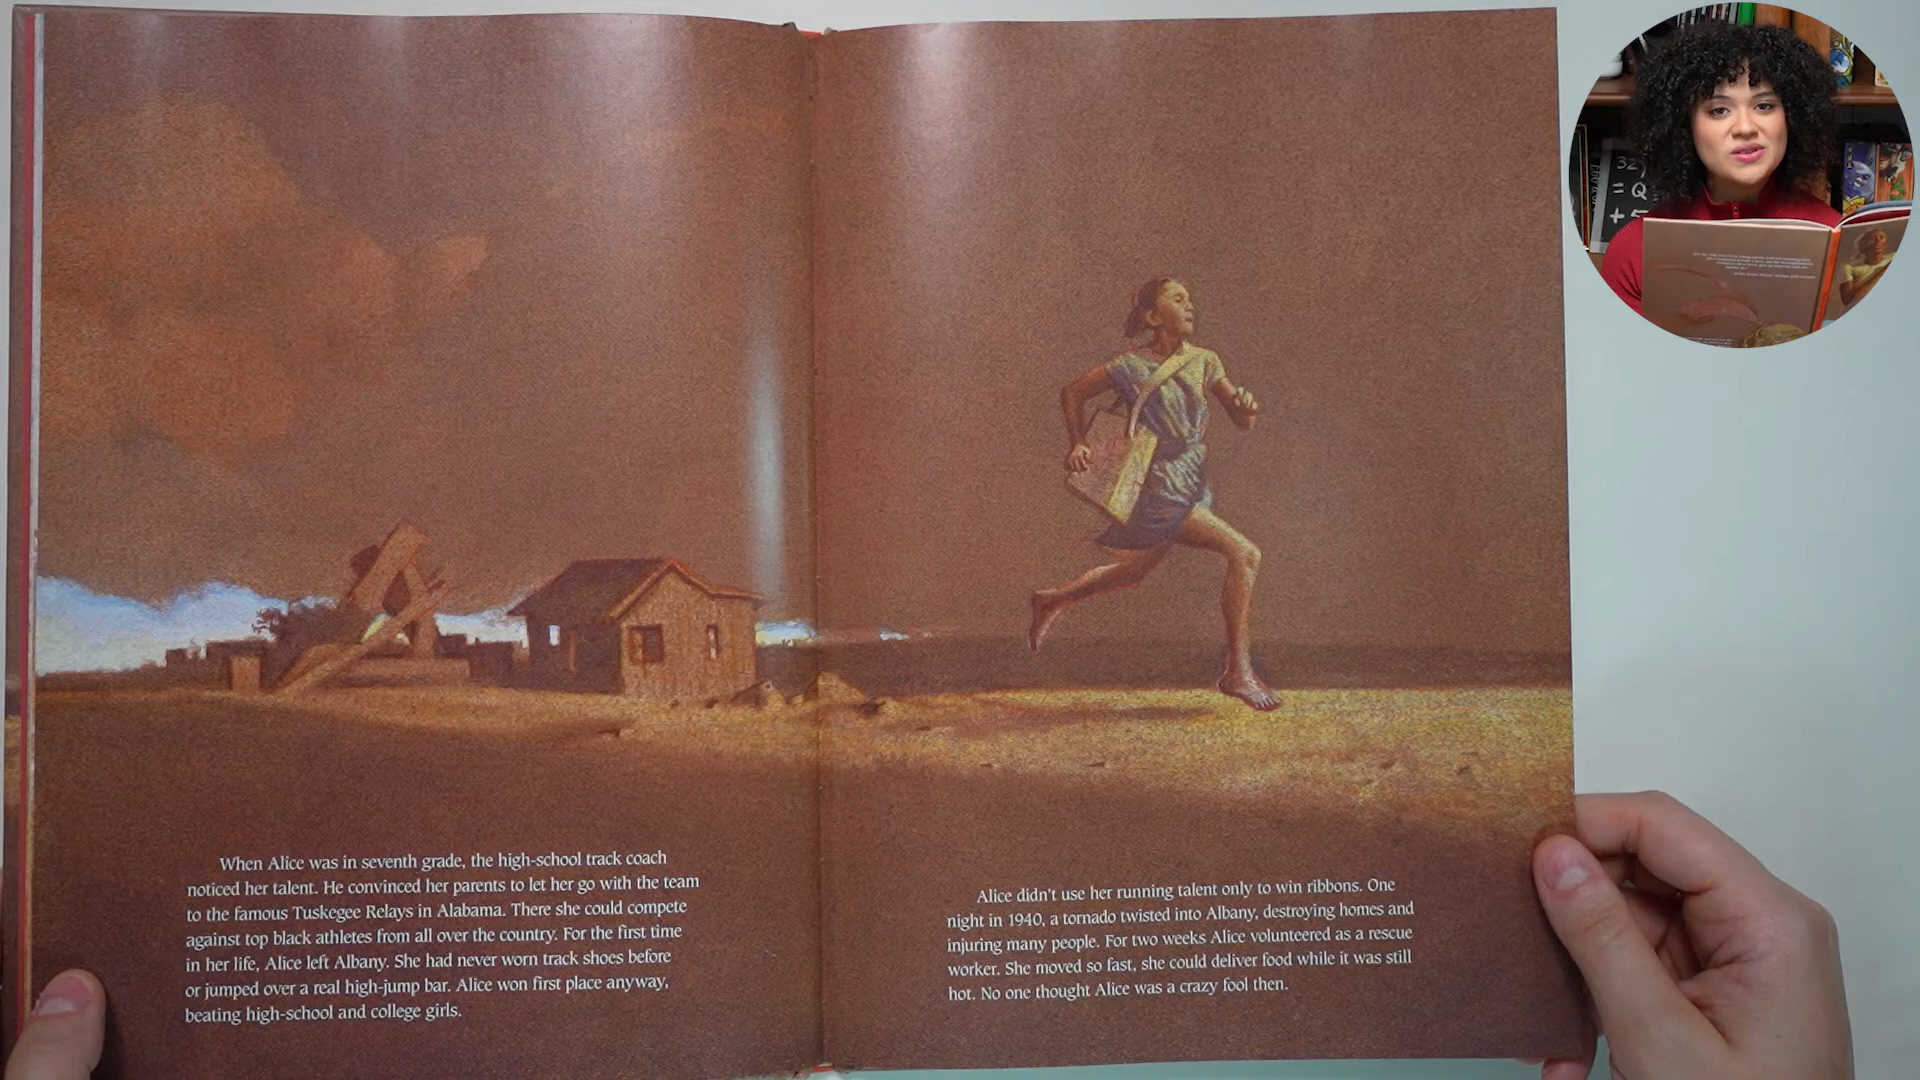 When Alice was in seventh grade, the high-school track coach
noticed her talent. He convinced her parents to let her go with the team
to the famous Tuskegee Relays in Alabama. There she could compete
against top black athletes from all over the country. For the first time
in her life, Alice left Albany. She had never worn track shoes before
or jumped over a real high-jump bar. Alice won first place anyway,
beating high-school and college girls.
Alice didn't use her running talent only to win ribbons. One
night in 1940, a tornado twisted into Albany, destroying homes and
injuring many people. For two weeks Alice volunteered as a rescue
worker. She moved so fast, she could deliver food while it was still
hot. No one thought Alice was a crazy fool then.
32
= Q
+ 5